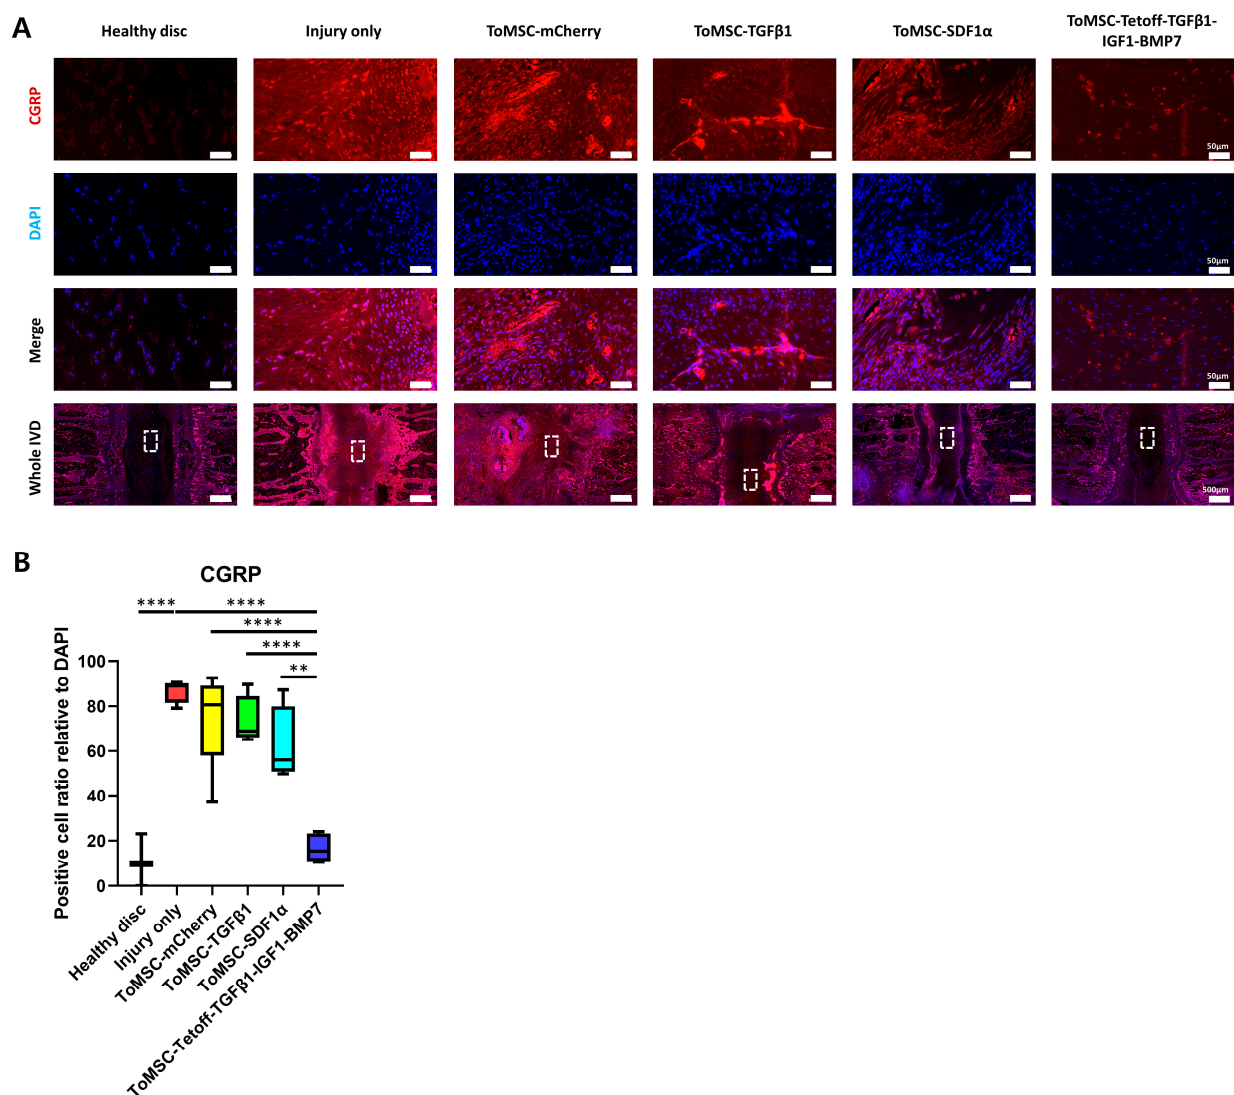 A
Healthy disc
Injury only
ToMSC-mCherry
ToMSC-TGFβ1
ToMSC-SDF1α
ToMSC-Tetoff-TGFβ1-
IGF1-BMP7
CGRP
50μm
DAPI
50μm
Merge
50μm
Whole IVD
500μm
B
CGRP
**** ****
****
****
**
Positive cell ratio relative to DAPI
100
80
60
40
20
0
Healthy disc
Injury only
ToMSC-mCherry
ToMSC-TGFβ1
ToMSC-SDF1α
ToMSC-Tetoff-TGFβ1-IGF1-BMP7